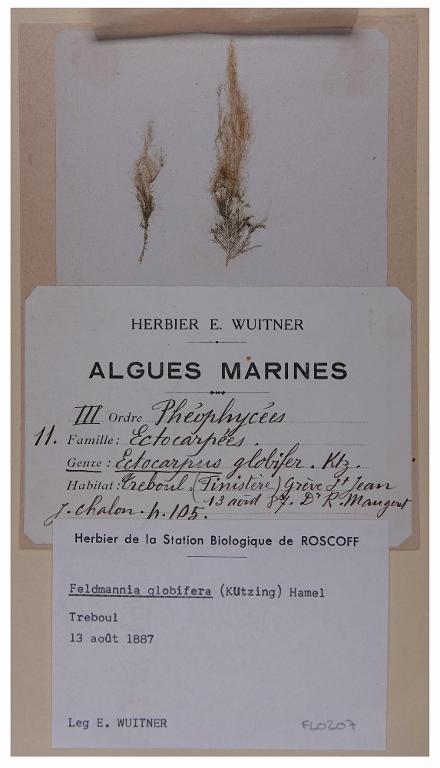 HERBIER E. WUITNER
ALGUES MARINES
III Ordre Phéophycées
11. Famille: Ectocarpées.
Genre: Ectocarpus globifer. Ktz.
Habitat: Treboul (Finistère) Grève St Jean
13 août 87. Dr R. Maugent
J. Chalon. p. 105.
Herbier de la Station Biologique de ROSCOFF
Feldmannia globifera (KUtzing) Hamel
Treboul
13 août 1887
Leg E. WUITNER
FL0207